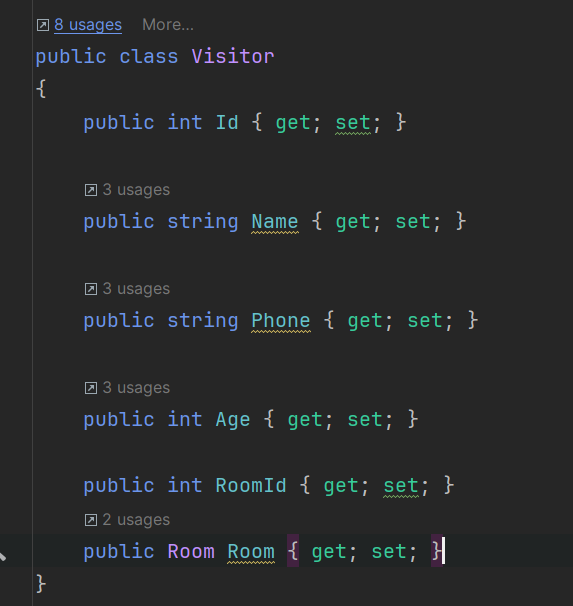 8 usages More...
public class Visitor
{
public int Id { get; set; }
3 usages
public string Name { get; set; }
3 usages
public string Phone { get; set; }
3 usages
public int Age { get; set; }
public int RoomId { get; set; }
2 usages
public Room Room { get; set; }
}